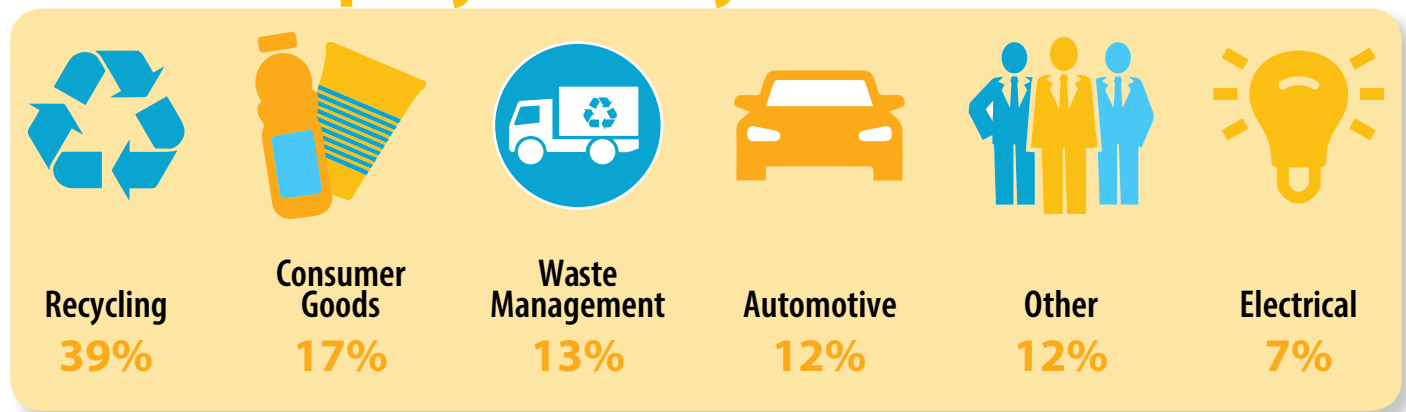 Recycling
39%
Consumer
Goods
17%
Waste
Management
13%
Automotive
12%
Other
12%
Electrical
7%